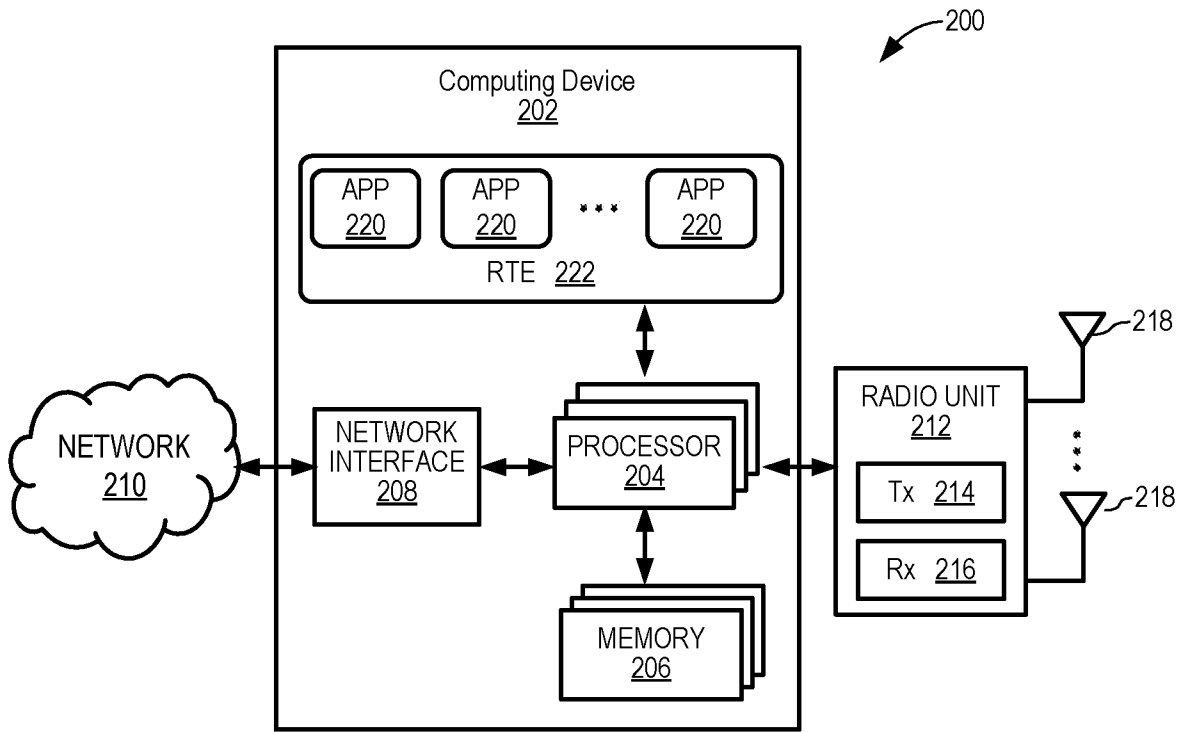 200
Computing Device
202
APP
220
APP
220
APP
220
RTE 222
218
RADIO UNIT
212
NETWORK
210
NETWORK
INTERFACE
208
PROCESSOR
204
Tx 214
218
Rx 216
MEMORY
206